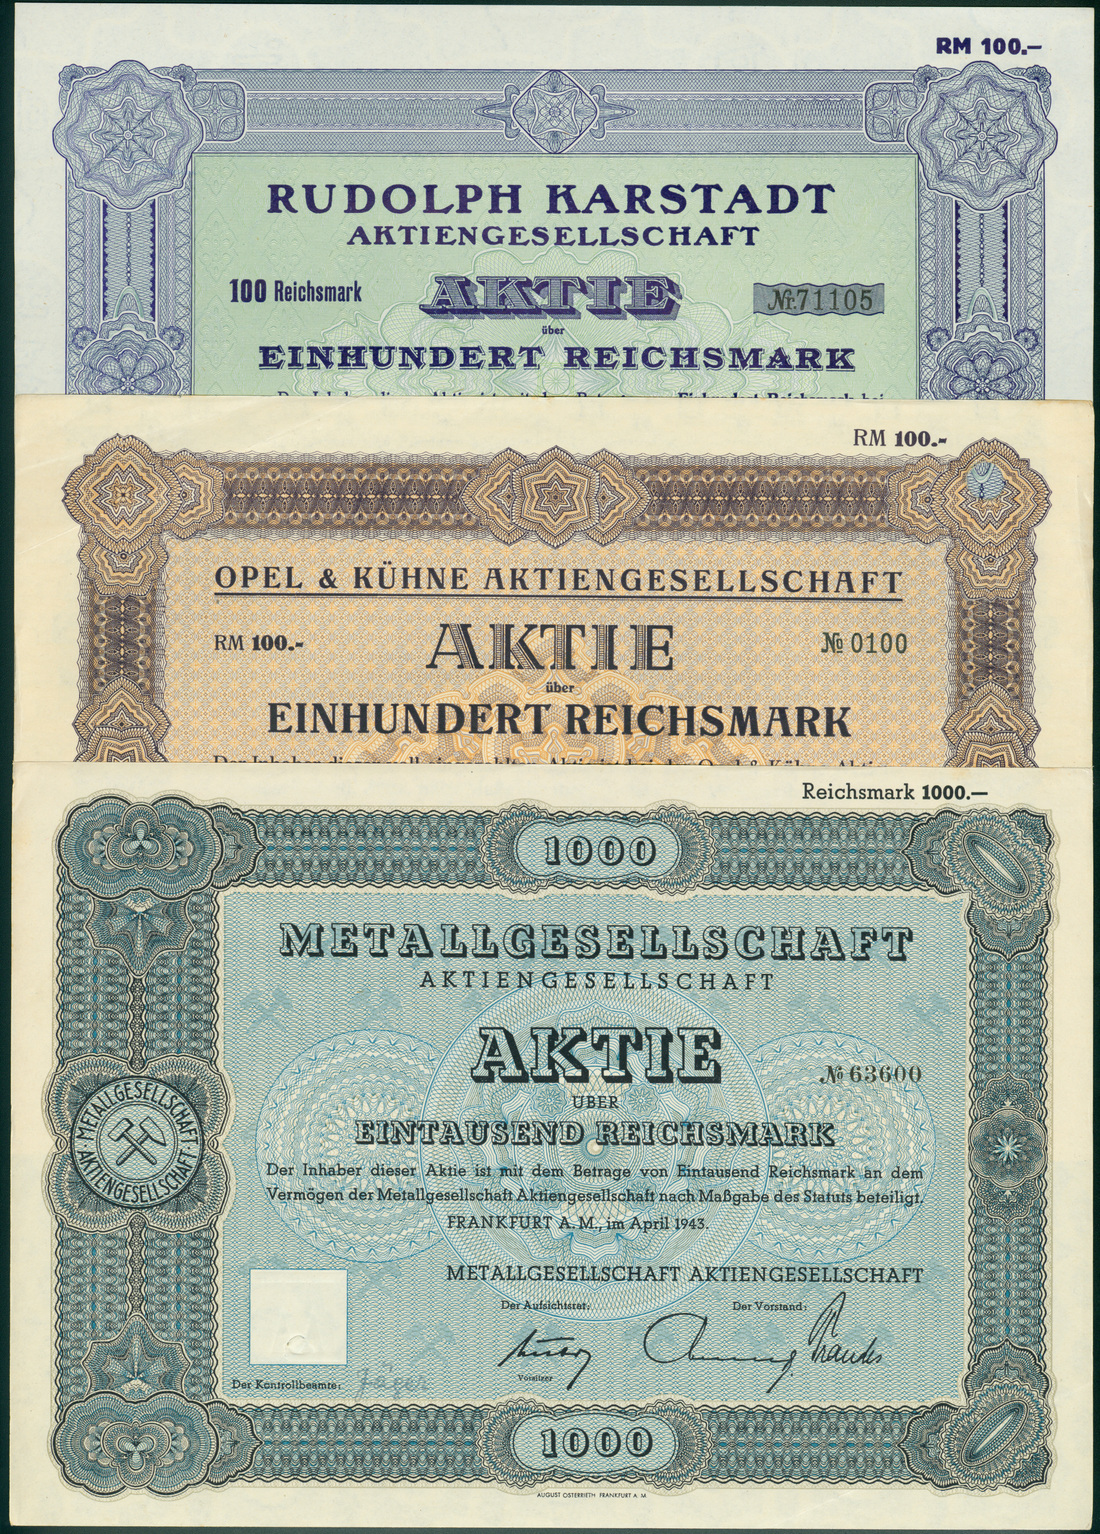 RM 100.—
RUDOLPH KARSTADT
AKTIENGESELLSCHAFT
100 Reichsmark AKTIE Nr. 71105
über
EINHUNDERT REICHSMARK
RM 100.-
OPEL & KÜHNE AKTIENGESELLSCHAFT
RM 100.- AKTIE № 0100
über
EINHUNDERT REICHSMARK
Reichsmark 1000.—
1000
METALLGESELLSCHAFT
AKTIENGESELLSCHAFT
AKTIE
№ 63600
ÜBER
EINTAUSEND REICHSMARK
METALLGESELLSCHAFT AKTIENGESELLSCHAFT
Der Inhaber dieser Aktie ist mit dem Betrage von Eintausend Reichsmark an dem
Vermögen der Metallgesellschaft Aktiengesellschaft nach Maßgabe des Statuts beteiligt.
FRANKFURT A. M., im April 1943.
METALLGESELLSCHAFT AKTIENGESELLSCHAFT
Der Aufsichtsrat: Der Vorstand:
Vorsitzer
Der Kontrollbeamte: Jäger
1000
AUGUST OSTERRIETH FRANKFURT A M